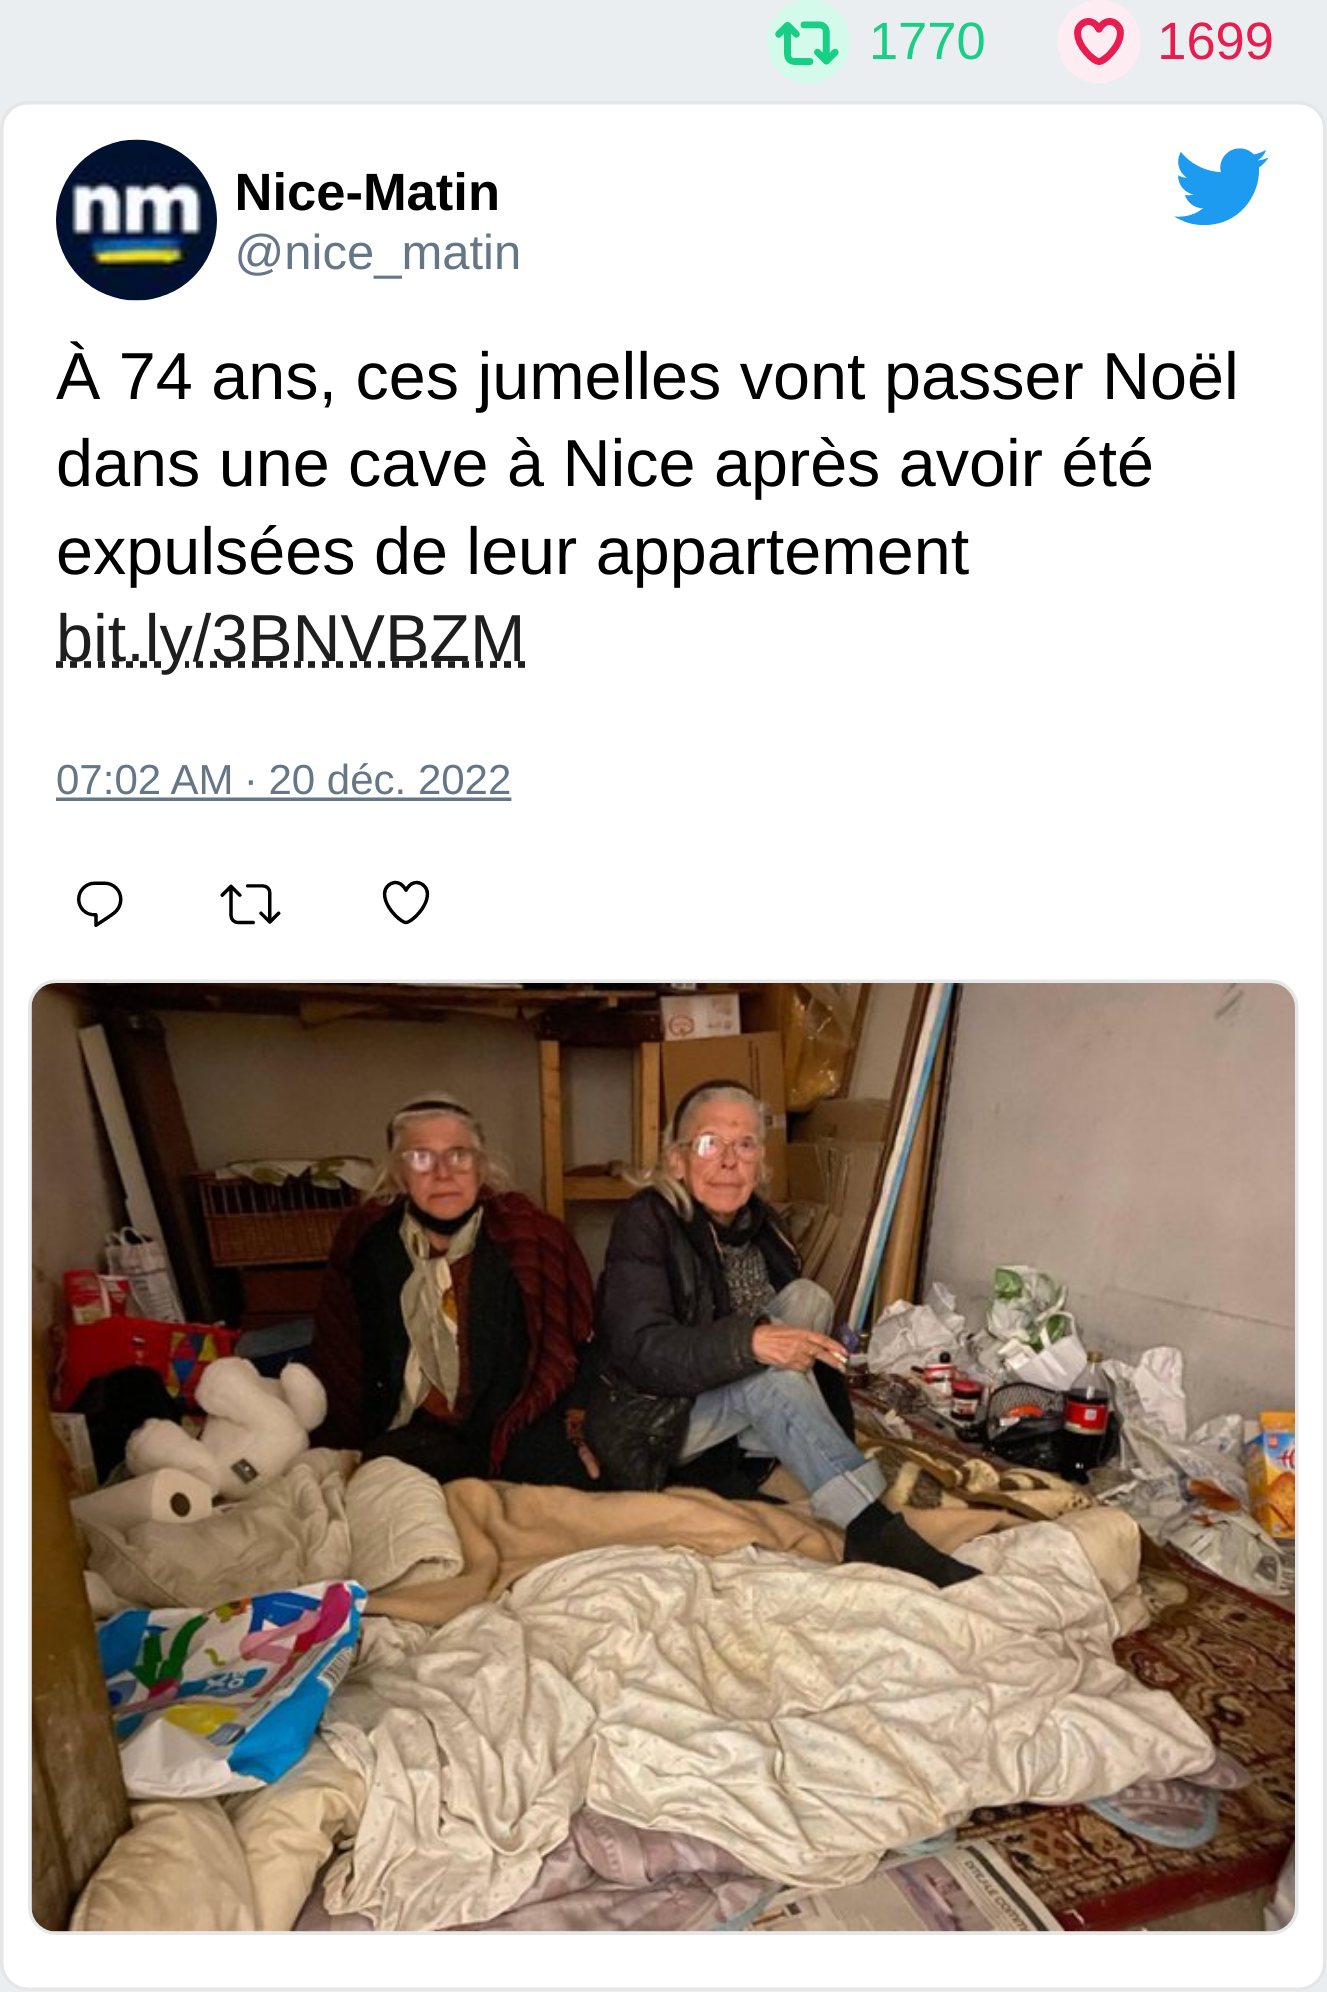 1770 1699
nm
Nice-Matin
@nice_matin
À 74 ans, ces jumelles vont passer Noël
dans une cave à Nice après avoir été
expulsées de leur appartement
bit.ly/3BNVBZM
07:02 AM · 20 déc. 2022